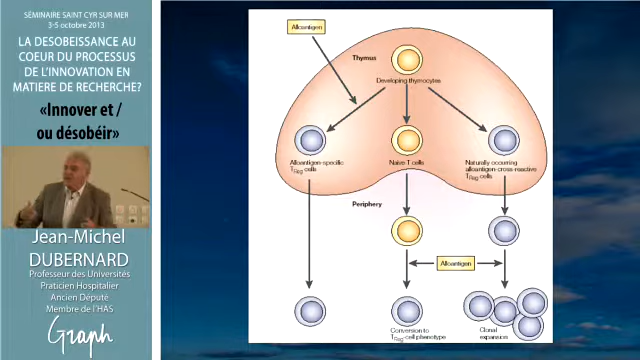 SÉMINAIRE SAINT CYR SUR MER
3-5 octobre 2013
LA DESOBEISSANCE AU
COEUR DU PROCESSUS
DE L'INNOVATION EN
MATIERE DE RECHERCHE?
«Innover et /
ou désobéir»
Jean-Michel
DUBERNARD
Professeur des Universités
Praticien Hospitalier
Ancien Député
Membre de l'HAS
Graph
Alloantigen
Thymus
Developing thymocytes
Alloantigen-specific
TReg cells
Naive T cells
Naturally occurring
alloantigen-cross-reactive
TReg cells
Periphery
Alloantigen
Conversion to
TReg-cell phenotype
Clonal
expansion